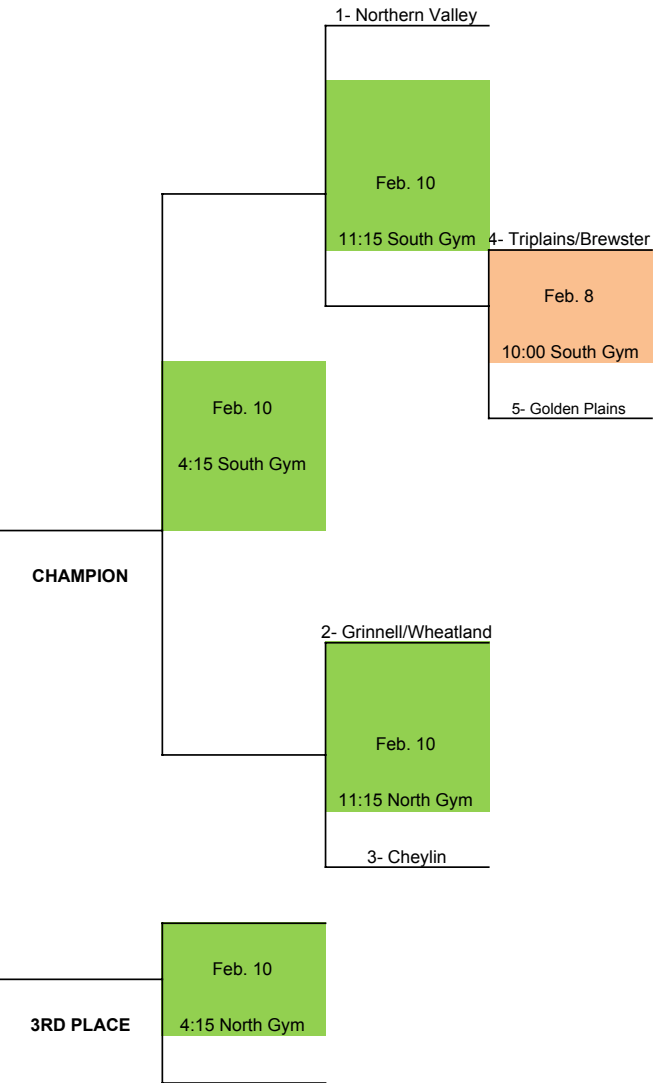 1- Northern Valley
Feb. 10
11:15 South Gym
4- Triplains/Brewster
Feb. 8
10:00 South Gym
5- Golden Plains
Feb. 10
4:15 South Gym
CHAMPION
2- Grinnell/Wheatland
Feb. 10
11:15 North Gym
3- Cheylin
Feb. 10
3RD PLACE
4:15 North Gym